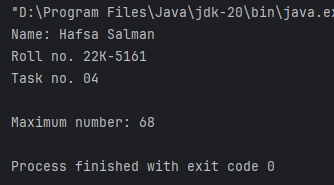 "D:\Program Files\Java\jdk-20\bin\java.ex
Name: Hafsa Salman
Roll no. 22K-5161
Task no. 04
Maximum number: 68
Process finished with exit code 0